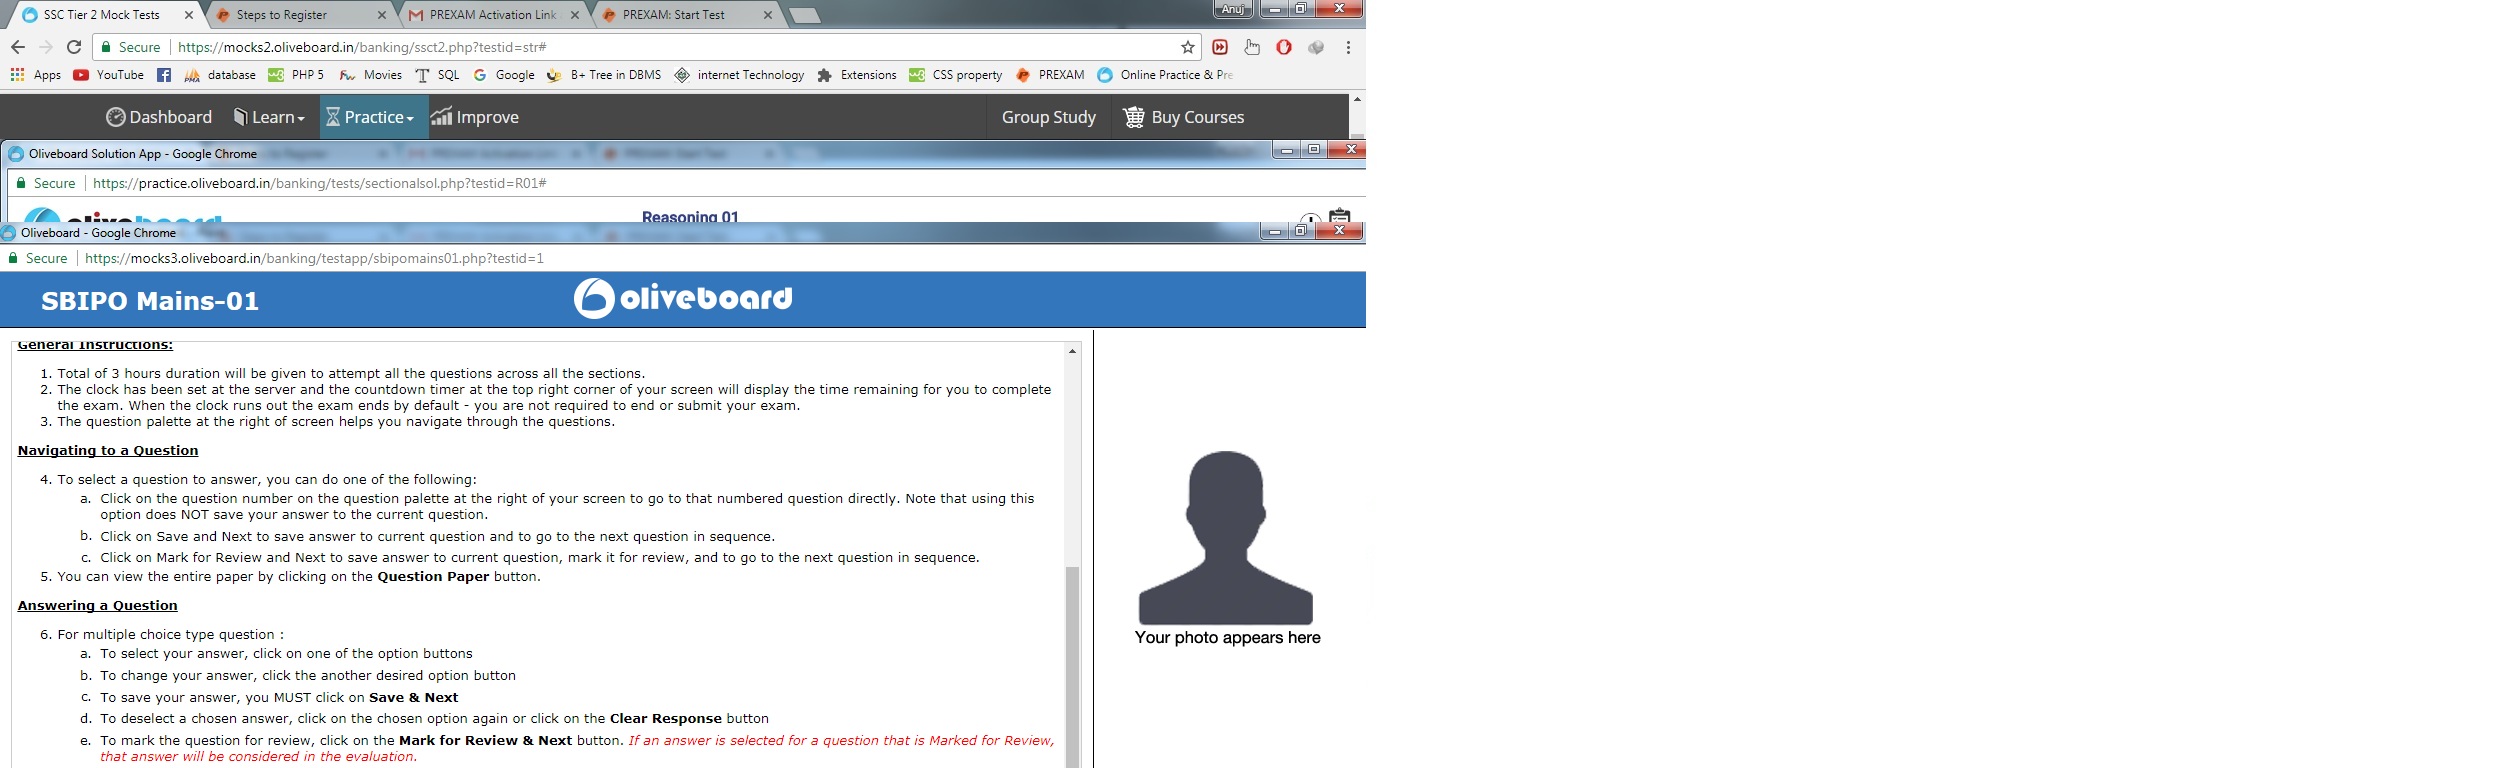 SSC Tier 2 Mock Tests
Steps to Register
PREXAM Activation Link
PREXAM: Start Test
Anuj
Secure https://mocks2.oliveboard.in/banking/ssct2.php?testid=str#
Apps YouTube database PHP 5 Movies SQL Google B+ Tree in DBMS internet Technology Extensions CSS property PREXAM Online Practice & Pre
Dashboard Learn Practice Improve Group Study Buy Courses
Oliveboard Solution App - Google Chrome
Secure https://practice.oliveboard.in/banking/tests/sectionalsol.php?testid=R01#
oliveboard Reasoning 01
Oliveboard - Google Chrome
Secure https://mocks3.oliveboard.in/banking/testapp/sbipomains01.php?testid=1
SBIPO Mains-01 oliveboard
General Instructions:
1. Total of 3 hours duration will be given to attempt all the questions across all the sections.
2. The clock has been set at the server and the countdown timer at the top right corner of your screen will display the time remaining for you to complete
the exam. When the clock runs out the exam ends by default - you are not required to end or submit your exam.
3. The question palette at the right of screen helps you navigate through the questions.
Navigating to a Question
4. To select a question to answer, you can do one of the following:
a. Click on the question number on the question palette at the right of your screen to go to that numbered question directly. Note that using this
option does NOT save your answer to the current question.
b. Click on Save and Next to save answer to current question and to go to the next question in sequence.
c. Click on Mark for Review and Next to save answer to current question, mark it for review, and to go to the next question in sequence.
5. You can view the entire paper by clicking on the Question Paper button.
Answering a Question
6. For multiple choice type question :
a. To select your answer, click on one of the option buttons
b. To change your answer, click the another desired option button
c. To save your answer, you MUST click on Save & Next
d. To deselect a chosen answer, click on the chosen option again or click on the Clear Response button
e. To mark the question for review, click on the Mark for Review & Next button. If an answer is selected for a question that is Marked for Review,
that answer will be considered in the evaluation.
Your photo appears here